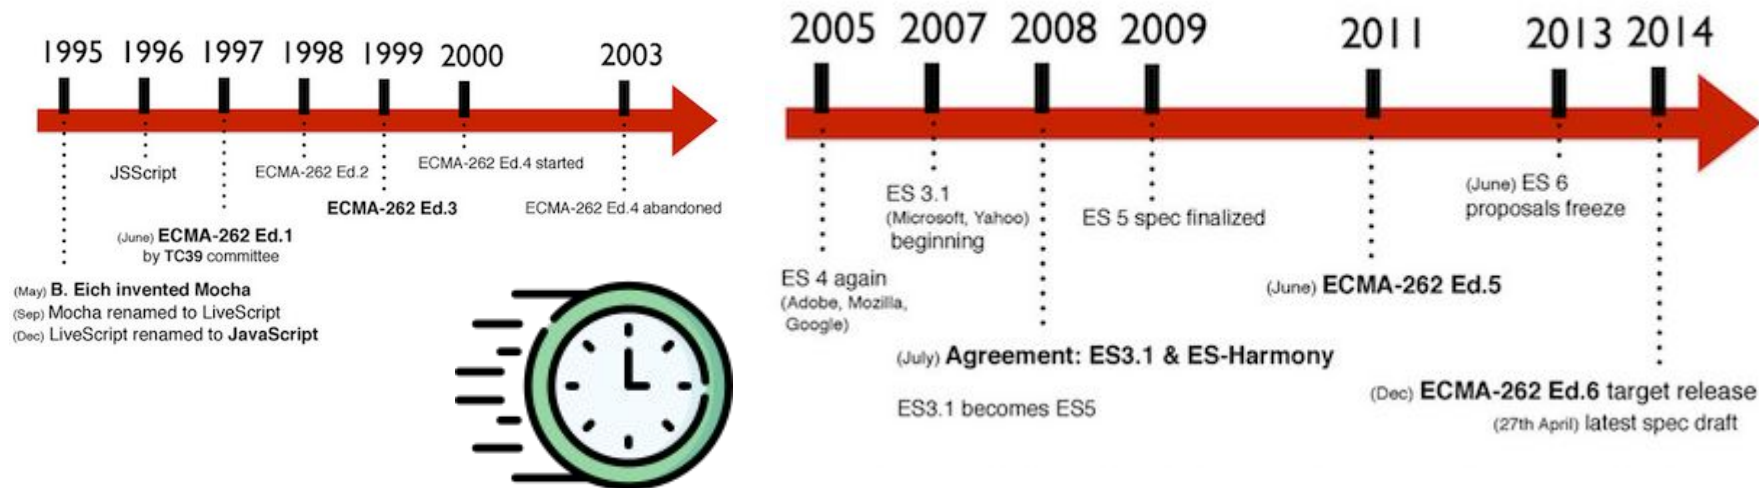 1995 1996 1997 1998 1999 2000 2003
JSScript
ECMA-262 Ed.2
ECMA-262 Ed.4 started
ECMA-262 Ed.3
ECMA-262 Ed.4 abandoned
(June) ECMA-262 Ed.1
by TC39 committee
(May) B. Eich invented Mocha
(Sep) Mocha renamed to LiveScript
(Dec) LiveScript renamed to JavaScript
2005 2007 2008 2009 2011 2013 2014
ES 3.1
(Microsoft, Yahoo)
beginning
ES 5 spec finalized
(June) ES 6
proposals freeze
ES 4 again
(Adobe, Mozilla,
Google)
(June) ECMA-262 Ed.5
(July) Agreement: ES3.1 & ES-Harmony
ES3.1 becomes ES5
(Dec) ECMA-262 Ed.6 target release
(27th April) latest spec draft